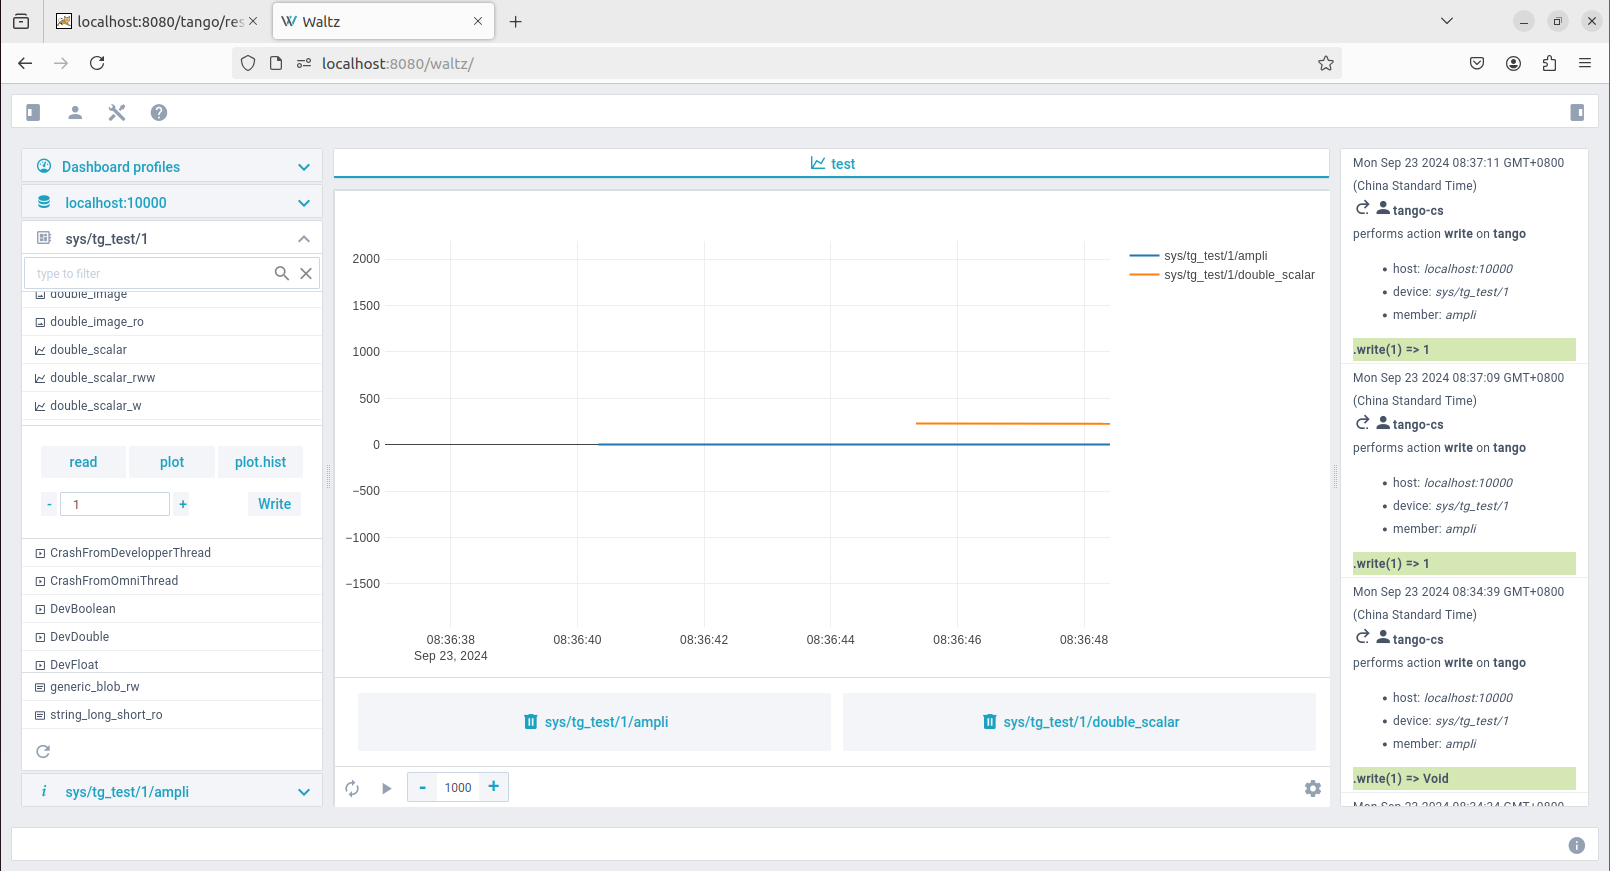 localhost:8080/tango/res
Waltz
localhost:8080/waltz/
Dashboard profiles
localhost:10000
sys/tg_test/1
type to filter
double_image
double_image_ro
double_scalar
double_scalar_rww
double_scalar_w
read plot plot.hist
- 1 + Write
CrashFromDevelopperThread
CrashFromOmniThread
DevBoolean
DevDouble
DevFloat
generic_blob_rw
string_long_short_ro
i sys/tg_test/1/ampli
test
2000
1500
1000
500
0
−500
−1000
−1500
08:36:38 08:36:40 08:36:42 08:36:44 08:36:46 08:36:48
Sep 23, 2024
sys/tg_test/1/ampli
sys/tg_test/1/double_scalar
sys/tg_test/1/ampli sys/tg_test/1/double_scalar
- 1000 +
Mon Sep 23 2024 08:37:11 GMT+0800
(China Standard Time)
tango-cs
performs action write on tango
• host: localhost:10000
• device: sys/tg_test/1
• member: ampli
.write(1) => 1
Mon Sep 23 2024 08:37:09 GMT+0800
(China Standard Time)
tango-cs
performs action write on tango
• host: localhost:10000
• device: sys/tg_test/1
• member: ampli
.write(1) => 1
Mon Sep 23 2024 08:34:39 GMT+0800
(China Standard Time)
tango-cs
performs action write on tango
• host: localhost:10000
• device: sys/tg_test/1
• member: ampli
.write(1) => Void
Mon Sep 23 2024 08:34:34 GMT+0800